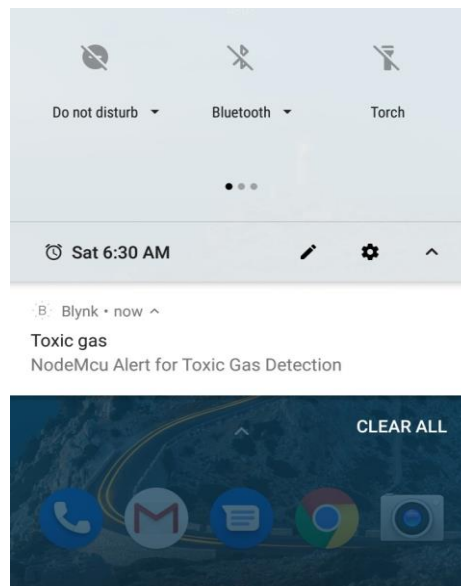 Do not disturb
Bluetooth
Torch
Sat 6:30 AM
B Blynk • now
Toxic gas
NodeMcu Alert for Toxic Gas Detection
CLEAR ALL
M